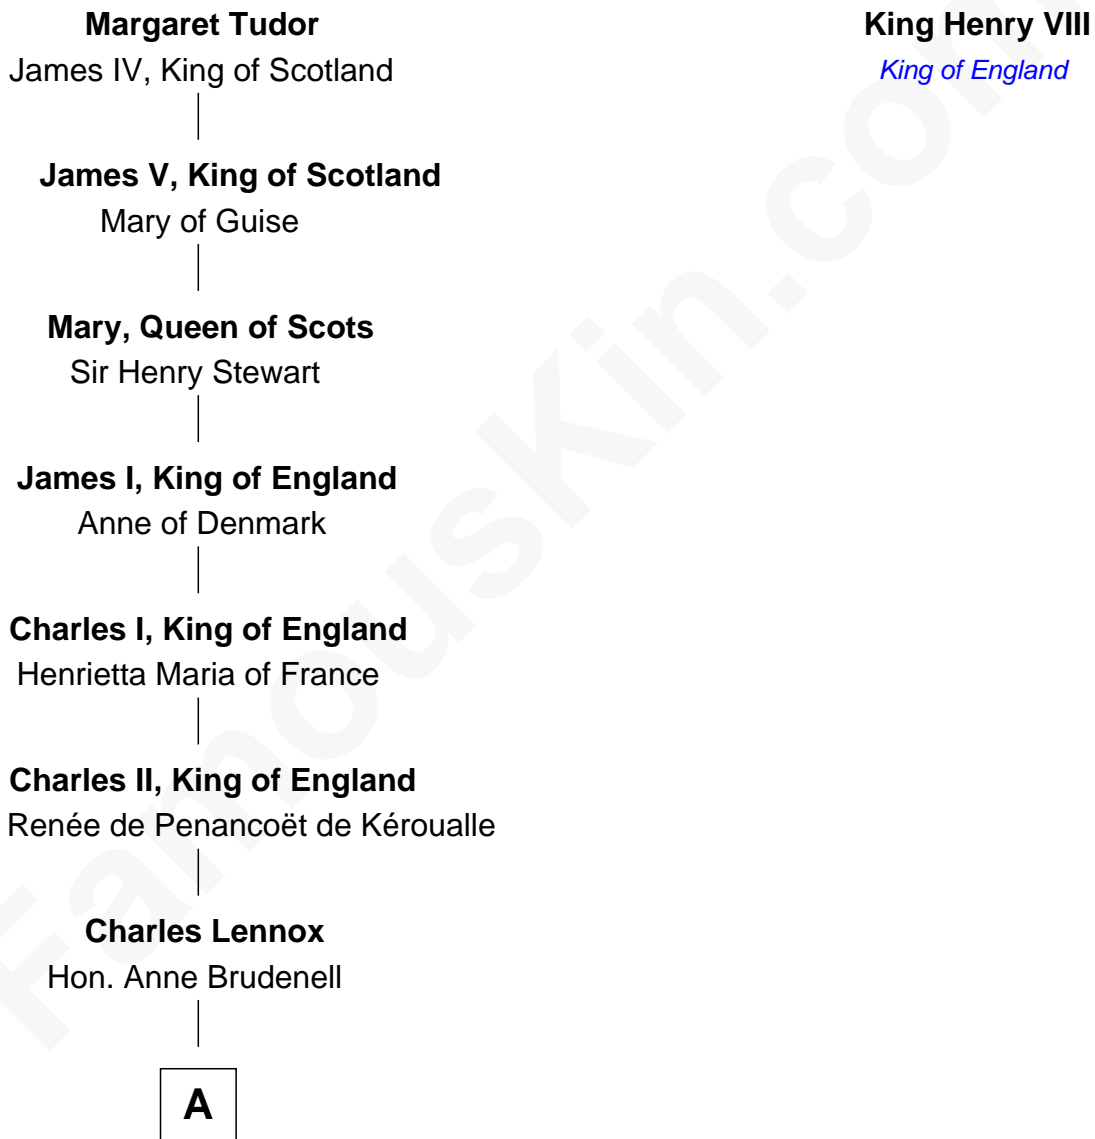 Margaret Tudor
James IV, King of Scotland
King Henry VIII
King of England
James V, King of Scotland
Mary of Guise
Mary, Queen of Scots
Sir Henry Stewart
James I, King of England
Anne of Denmark
Charles I, King of England
Henrietta Maria of France
Charles II, King of England
Renée de Penancoët de Kéroualle
Charles Lennox
Hon. Anne Brudenell
A
FamousKin.com